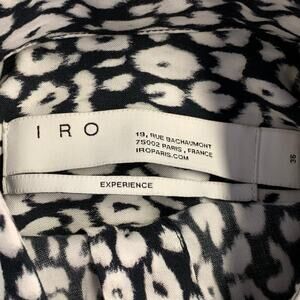 IRO
19, RUE BACHAUMONT
75002 PARIS, FRANCE
IROPARIS.COM
36
EXPERIENCE